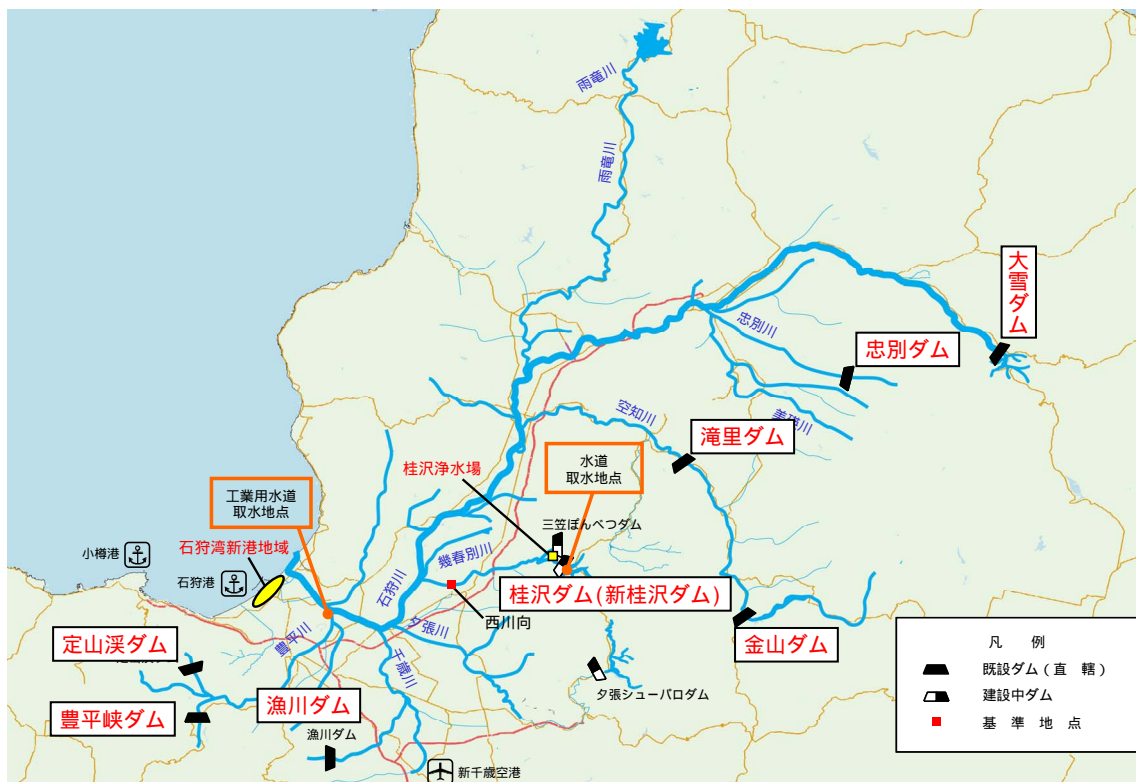 雨竜川
雨竜川
大雪ダム
忠別川
忠別ダム
美瑛川
空知川
滝里ダム
水道
取水地点
桂沢浄水場
工業用水道
取水地点
三笠ぽんべつダム
石狩湾新港地域
小樽港
石狩港
幾春別川
石狩川
桂沢ダム(新桂沢ダム)
西川向
夕張川
金山ダム
豊平川
千歳川
定山渓ダム
夕張シューパロダム
漁川ダム
豊平峡ダム
漁川ダム
新千歳空港
凡 例
既設ダム(直 轄)
建設中ダム
基 準 地 点